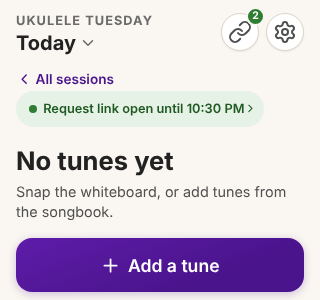 UKULELE TUESDAY
Today
2
All sessions
Request link open until 10:30 PM
No tunes yet
Snap the whiteboard, or add tunes from
the songbook.
Add a tune